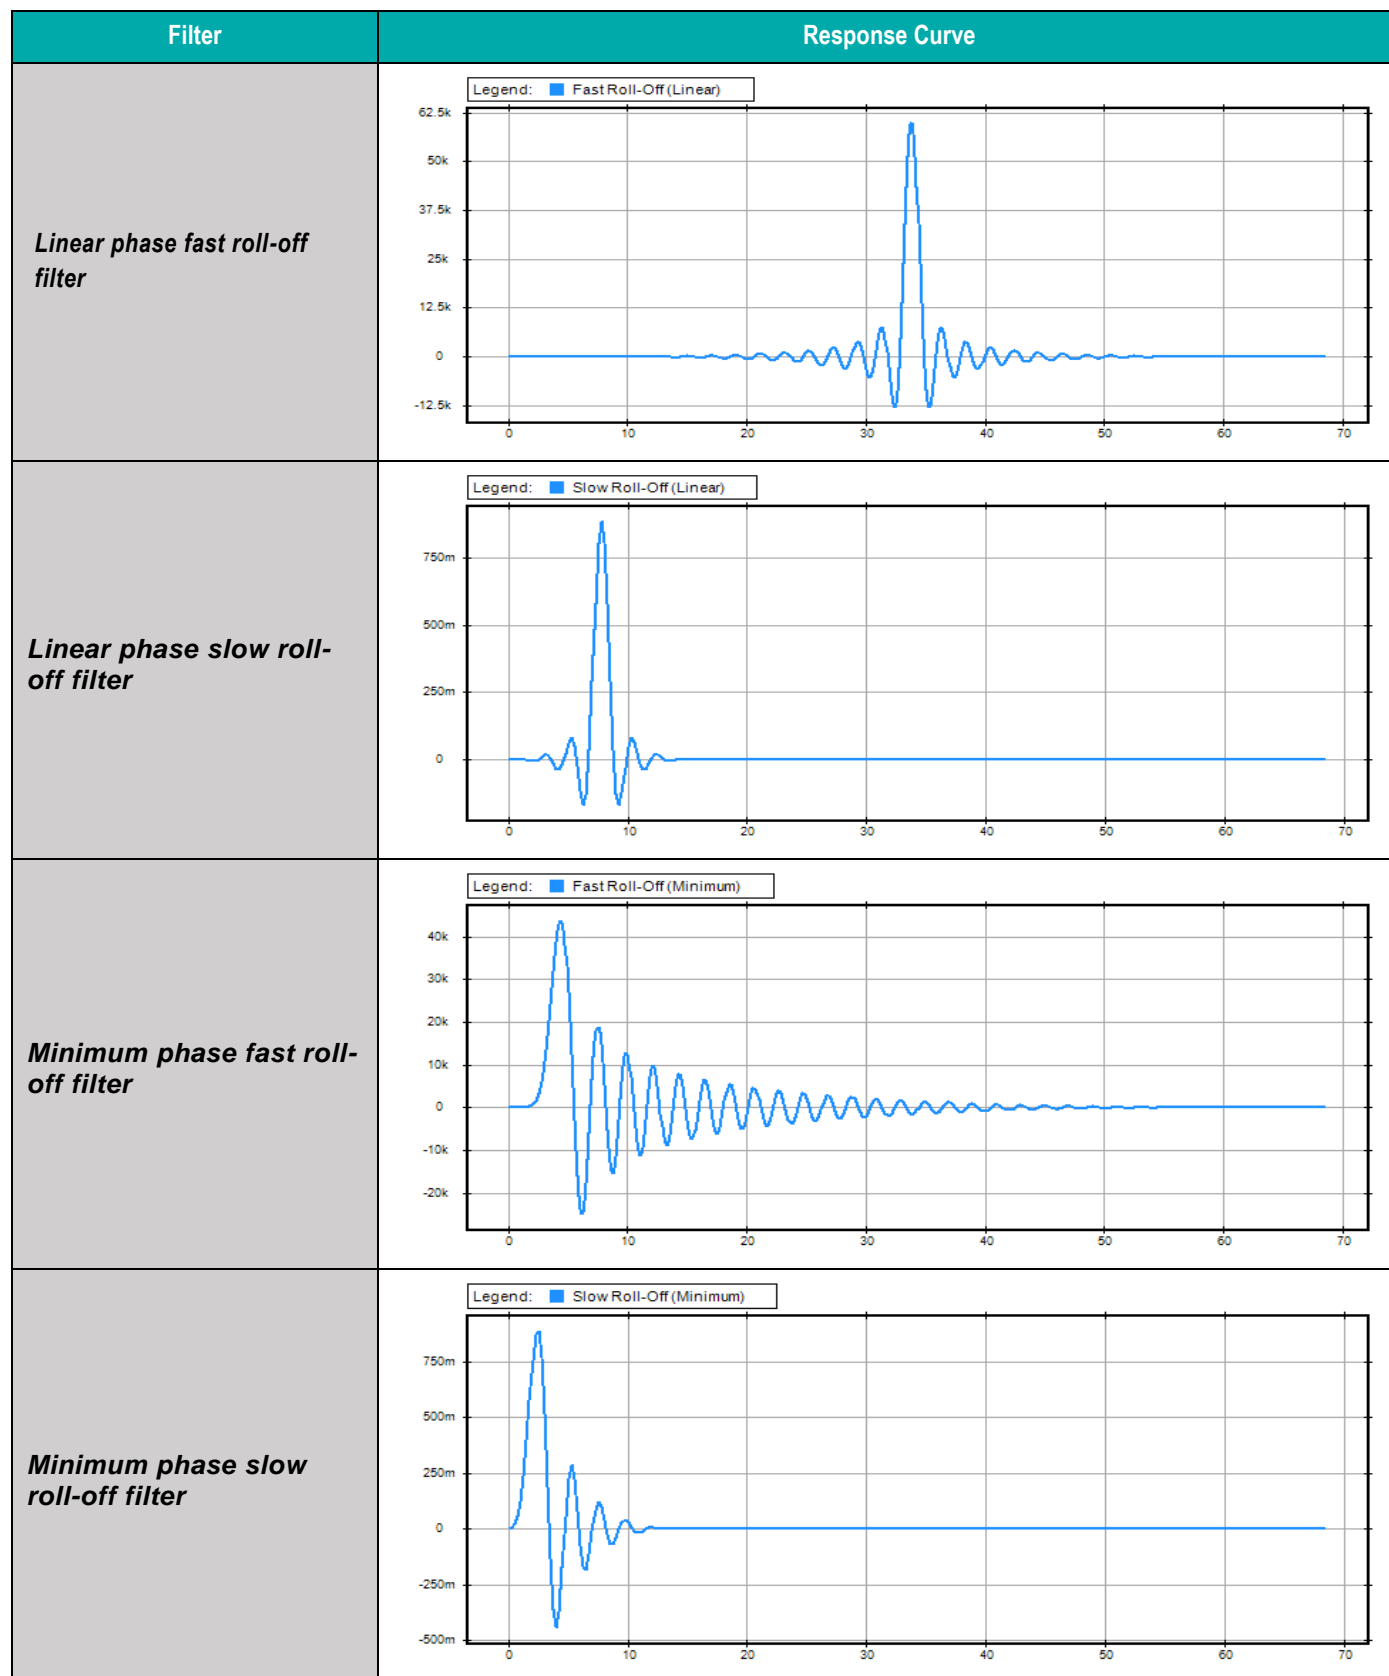 Filter
Response Curve
Linear phase fast roll-off
filter
Legend: Fast Roll-Off (Linear)
62.5k
50k
37.5k
25k
12.5k
0
-12.5k
0 10 20 30 40 50 60 70
Linear phase slow roll-
off filter
Legend: Slow Roll-Off (Linear)
750m
500m
250m
0
0 10 20 30 40 50 60 70
Minimum phase fast roll-
off filter
Legend: Fast Roll-Off (Minimum)
40k
30k
20k
10k
0
-10k
-20k
0 10 20 30 40 50 60 70
Minimum phase slow
roll-off filter
Legend: Slow Roll-Off (Minimum)
750m
500m
250m
0
-250m
-500m
0 10 20 30 40 50 60 70